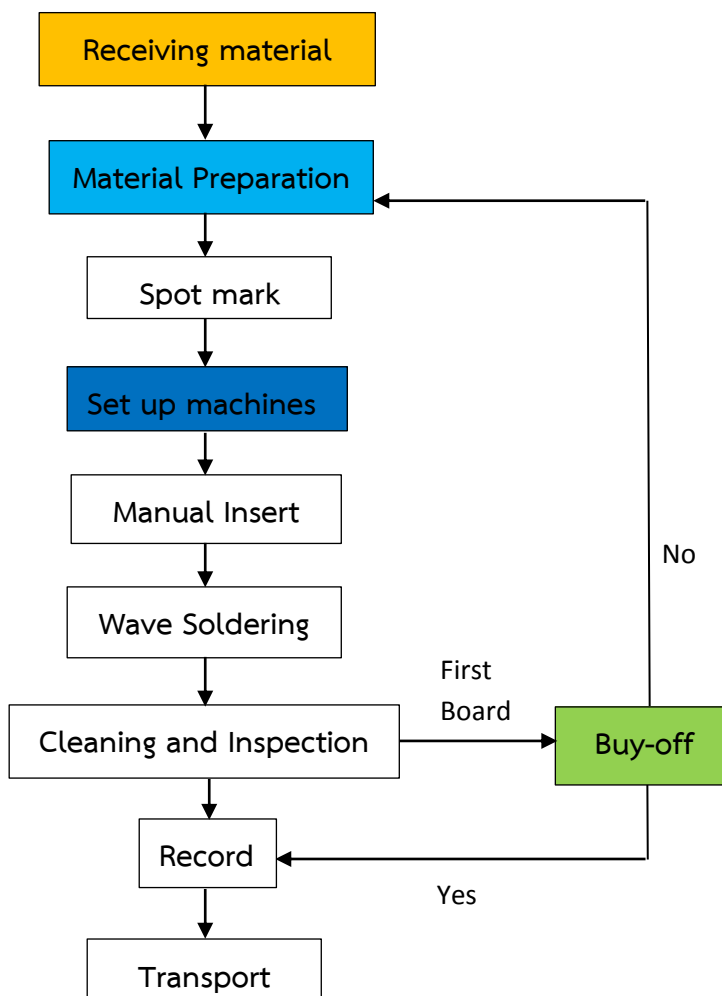 Receiving material
Material Preparation
Spot mark
Set up machines
Manual Insert
No
Wave Soldering
First
Board
Cleaning and Inspection
Buy-off
Record
Yes
Transport